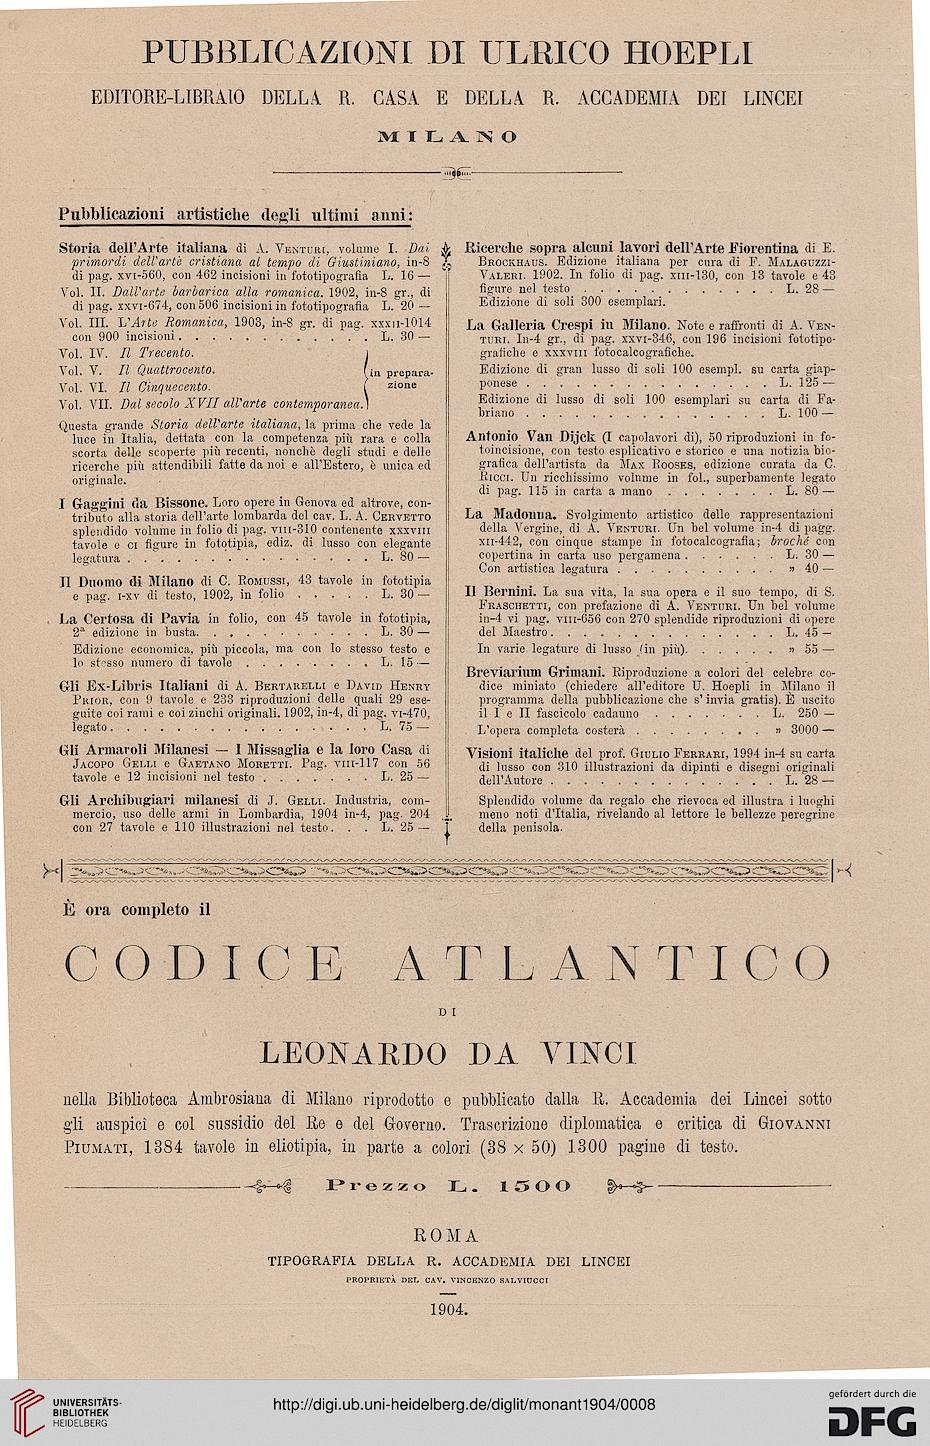 PUBBLICAZIONI DI ULRICO HOEPLI
EDITORE-LIBRAIO DELLA R. CASA E DELLA R. ACCADEMIA DEI LINCEI
MILANO
Pubblicazioni artistiche degli ultimi anni:
Storia dell'Arte italiana di A. VENTURI, volume I. Dai
primordi dell'arte cristiana al tempo di Giustiniano, in-8
di pag. XVI-560, con 462 incisioni in fototipografia L. 16 —
Vol. II. Dall'arte barbarica alla romanica. 1902, in-8 gr., di
di pag. XXVI-674, con 506 incisioni in fototipografia L. 20 —
Vol. III. L'Arte Romanica, 1903, in-8 gr. di pag. XXXII-1014
con 900 incisioni . . . . . . . . . . . . L. 30 —
Vol. IV. Il Trecento.
Vol. V. Il Quattrocento.
Vol. VI. Il Cinquecento.
Vol. VII. Dal secolo XVII all'arte contemporanea.
in prepara-
zione
Questa grande Storia dell'arte italiana, la prima che vede la
luce in Italia, dettata con la competenza più rara e colla
scorta delle scoperte più recenti, nonchè degli studi e delle
ricerche più attendibili fatte da noi e all'Estero, è unica ed
originale.
I Gaggini da Bissone. Loro opere in Genova ed altrove, con-
tributo alla storia dell'arte lombarda del cav. L. A. CERVETTO
splendido volume in folio di pag. VIII-310 contenente XXXVIII
tavole e CI figure in fototipia, ediz. di lusso con elegante
legatura . . . . . . . . . . . . . . . L. 80 —
Il Duomo di Milano di C. ROMUSSI, 43 tavole in fototipia
e pag. I-XV di testo, 1902, in folio . . . . . L. 30 —
La Certosa di Pavia in folio, con 45 tavole in fototipia,
2ª edizione in busta. . . . . . . . . . . L. 30 —
Edizione economica, più piccola, ma con lo stesso testo e
lo stesso numero di tavole . . . . . . . . L. 15 —
Gli Ex-Libris Italiani di A. BERTARELLI e DAVID HENRY
PRIOR, con 9 tavole e 233 riproduzioni delle quali 29 ese-
guite coi rami e coi zinchi originali. 1902, in-4, di pag. VI-470,
legato . . . . . . . . . . . . . . . . L. 75 —
Gli Armaroli Milanesi — I Missaglia e la loro Casa di
JACOPO GELLI e GAETANO MORETTI. Pag. VIII-117 con 56
tavole e 12 incisioni nel testo . . . . . . . L. 25 —
Gli Archibugiari milanesi di J. GELLI. Industria, com-
mercio, uso delle armi in Lombardia, 1904 in-4, pag. 204
con 27 tavole e 110 illustrazioni nel testo . . . L. 25 —
Ricerche sopra alcuni lavori dell'Arte Fiorentina di E.
BROCKHAUS. Edizione italiana per cura di F. MALAGUZZI-
VALERI. 1902. In folio di pag. XIII-130, con 13 tavole e 43
figure nel testo . . . . . . . . . . . . L. 28 —
Edizione di soli 300 esemplari.
La Galleria Crespi in Milano. Note e raffronti di A. VEN-
TURI. In-4 gr., di pag. XXVI-346, con 196 incisioni fototipo-
grafiche e XXXVIII fotocalcografiche.
Edizione di gran lusso di soli 100 esempl. su carta giap-
ponese . . . . . . . . . . . . . . . L. 125 —
Edizione di lusso di soli 100 esemplari su carta di Fa-
briano . . . . . . . . . . . . . . . L. 100 —
Antonio Van Dijck (I capolavori di), 50 riproduzioni in fo-
toincisione, con testo esplicativo e storico e una notizia bio-
grafica dell'artista da MAX ROOSES, edizione curata da C.
RICCI. Un ricchissimo volume in fol., superbamente legato
di pag. 115 in carta a mano . . . . . . . L. 80 —
La Madonna. Svolgimento artistico delle rappresentazioni
della Vergine, di A. VENTURI. Un bel volume in-4 di pagg.
XII-442, con cinque stampe in fotocalcografia; broché con
copertina in carta uso pergamena . . . . . . L. 30 —
Con artistica legatura . . . . . . . . . . » 40 —
Il Bernini. La sua vita, la sua opera e il suo tempo, di S.
FRASCHETTI, con prefazione di A. VENTURI. Un bel volume
in-4 vi pag. VIII-656 con 270 splendide riproduzioni di opere
del Maestro . . . . . . . . . . . . . . L. 45 –
In varie legature di lusso (in più) . . . . . . » 55 —
Breviarium Grimani. Riproduzione a colori del celebre co-
dice miniato (chiedere all'editore U. Hoepli in Milano il
programma della pubblicazione che s'invia gratis). È uscito
il I e II fascicolo cadauno . . . . . . . L. 250 —
L'opera completa costerà . . . . . . . . » 3000 —
Visioni italiche del prof. GIULIO FERRARI, 1994 in-4 su carta
di lusso con 310 illustrazioni da dipinti e disegni originali
dell'Autore . . . . . . . . . . . . . . L. 28 —
Splendido volume da regalo che rievoca ed illustra i luoghi
meno noti d'Italia, rivelando al lettore le bellezze peregrine
della penisola.
È ora completo il
CODICE ATLANTICO
DI
LEONARDO DA VINCI
nella Biblioteca Ambrosiana di Milano riprodotto e pubblicato dalla R. Accademia dei Lincei sotto
gli auspicî e col sussidio del Re e del Governo. Trascrizione diplomatica e critica di GIOVANNI
PIUMATI, 1384 tavole in eliotipia, in parte a colori (38 × 50) 1300 pagine di testo.
Prezzo L. 1500
ROMA
TIPOGRAFIA DELLA R. ACCADEMIA DEI LINCEI
PROPRIETÀ DEL CAV. VINCENZO SALVIUCCI
1904.
UNIVERSITÄTS-
BIBLIOTHEK
HEIDELBERG
http://digi.ub.uni-heidelberg.de/diglit/monant1904/0008
gefördert durch die
DFG